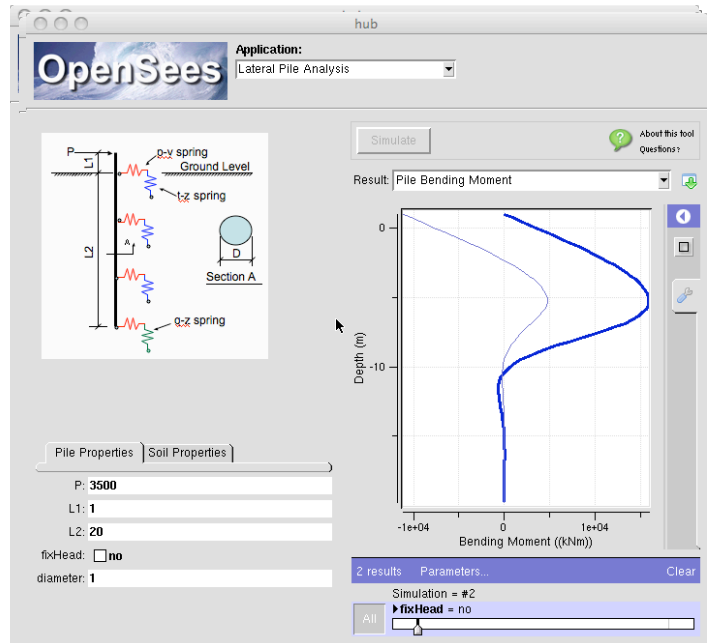 hub
OpenSees
Application:
Lateral Pile Analysis
P
L1
p-y spring
Ground Level
t-z spring
L2
A
D
Section A
q-z spring
Simulate
About this tool
Questions?
Result: Pile Bending Moment
0
-10
Depth (m)
-1e+04 0 1e+04
Bending Moment ((kNm))
Pile Properties Soil Properties
P: 3500
L1: 1
L2: 20
fixHead: no
diameter: 1
2 results Parameters... Clear
Simulation = #2
All
fixHead = no